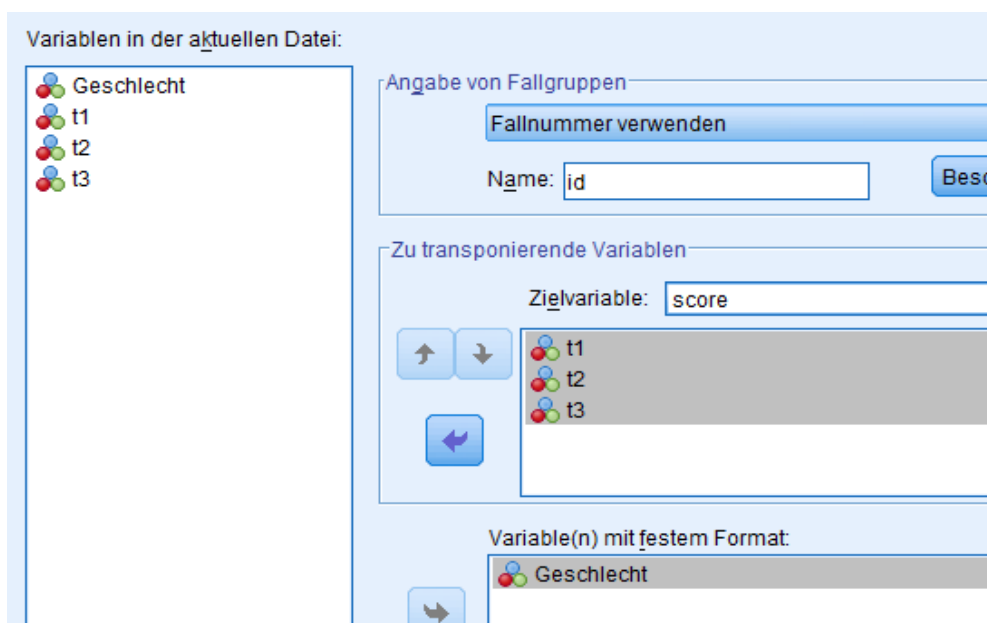 Variablen in der aktuellen Datei:
Geschlecht
t1
t2
t3
Angabe von Fallgruppen
Fallnummer verwenden
Name: id
Zu transponierende Variablen
Zielvariable: score
t1
t2
t3
Variable(n) mit festem Format:
Geschlecht